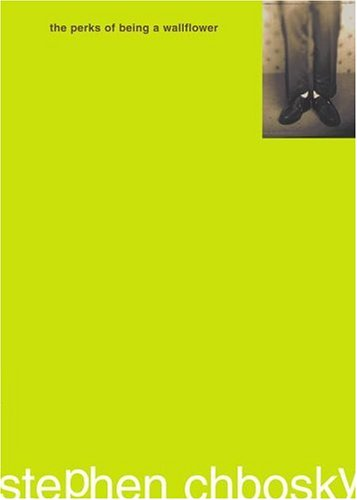 the perks of being a wallflower
stephen chbosky